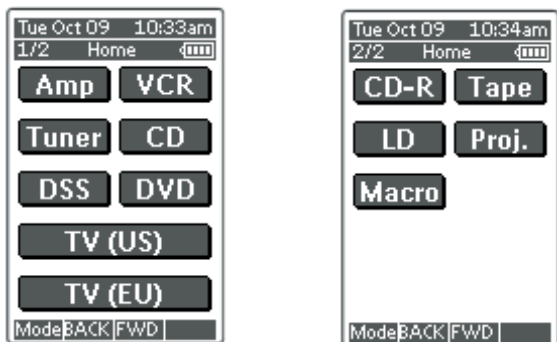 Tue Oct 09 10:33am
1/2 Home
Amp VCR
Tuner CD
DSS DVD
TV (US)
TV (EU)
Mode BACK FWD
Tue Oct 09 10:34am
2/2 Home
CD-R Tape
LD Proj.
Macro
Mode BACK FWD